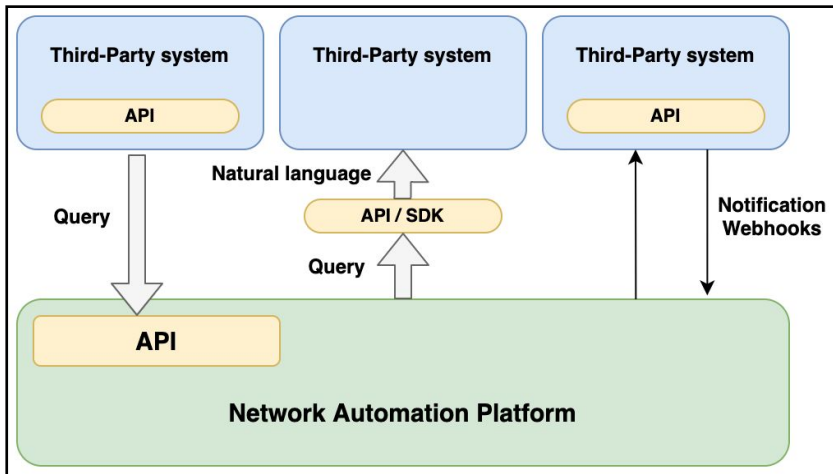 Third-Party system
API
Third-Party system
Third-Party system
API
Natural language
API / SDK
Query
Query
Notification
Webhooks
API
Network Automation Platform